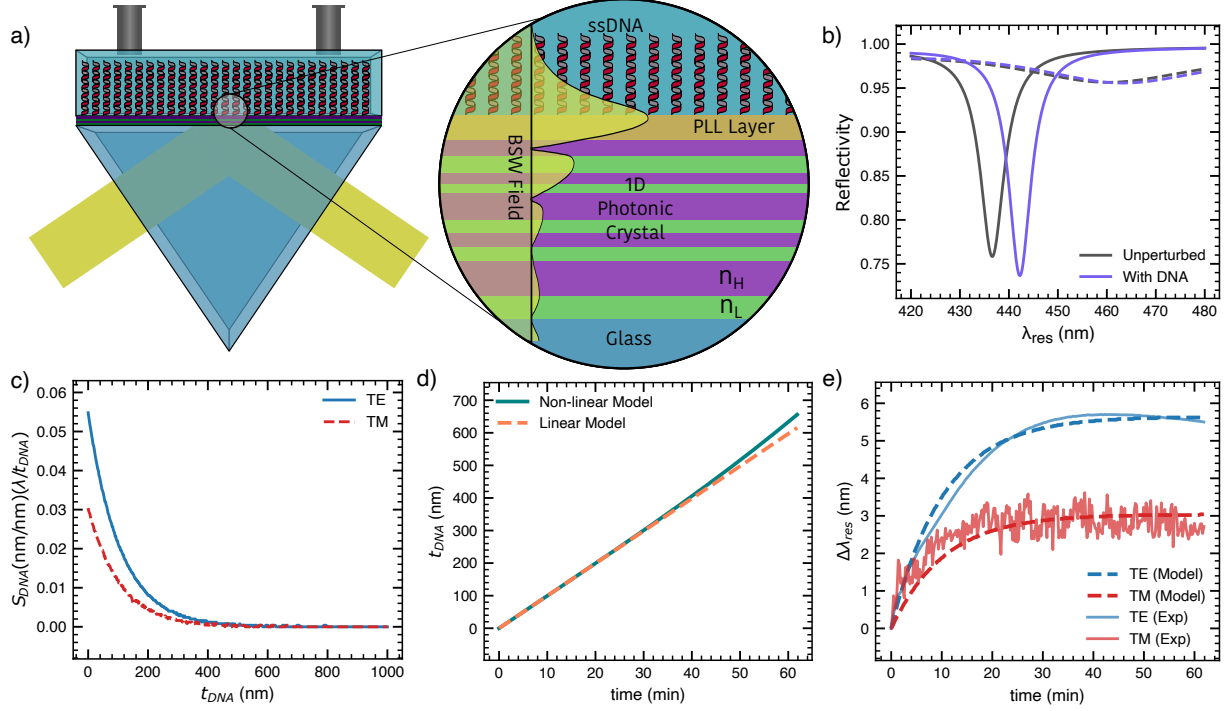 a)
ssDNA
PLL Layer
BSW Field
1D
Photonic
Crystal
n_H
n_L
Glass
b)
Reflectivity
1.00
0.95
0.90
0.85
0.80
0.75
Unperturbed
With DNA
420 430 440 450 460 470 480
λ_res (nm)
c)
S_DNA(nm/nm)(λ/t_DNA)
0.06
0.05
0.04
0.03
0.02
0.01
0.00
TE
TM
0 200 400 600 800 1000
t_DNA (nm)
d)
t_DNA (nm)
700
600
500
400
300
200
100
0
Non-linear Model
Linear Model
0 10 20 30 40 50 60
time (min)
e)
Δλ_res (nm)
6
5
4
3
2
1
0
TE (Model)
TM (Model)
TE (Exp)
TM (Exp)
0 10 20 30 40 50 60
time (min)